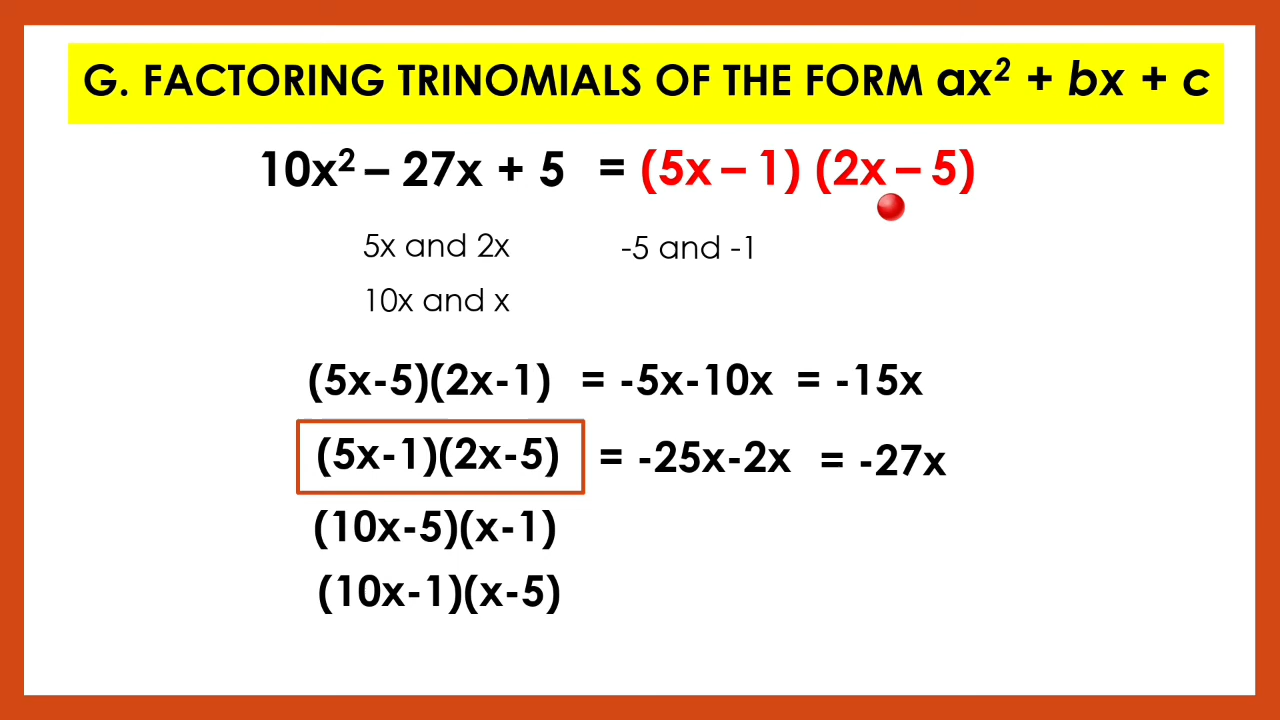 G. FACTORING TRINOMIALS OF THE FORM ax² + bx + c
10x² – 27x + 5 = (5x – 1) (2x – 5)
5x and 2x -5 and -1
10x and x
(5x-5)(2x-1) = -5x-10x = -15x
(5x-1)(2x-5) = -25x-2x = -27x
(10x-5)(x-1)
(10x-1)(x-5)